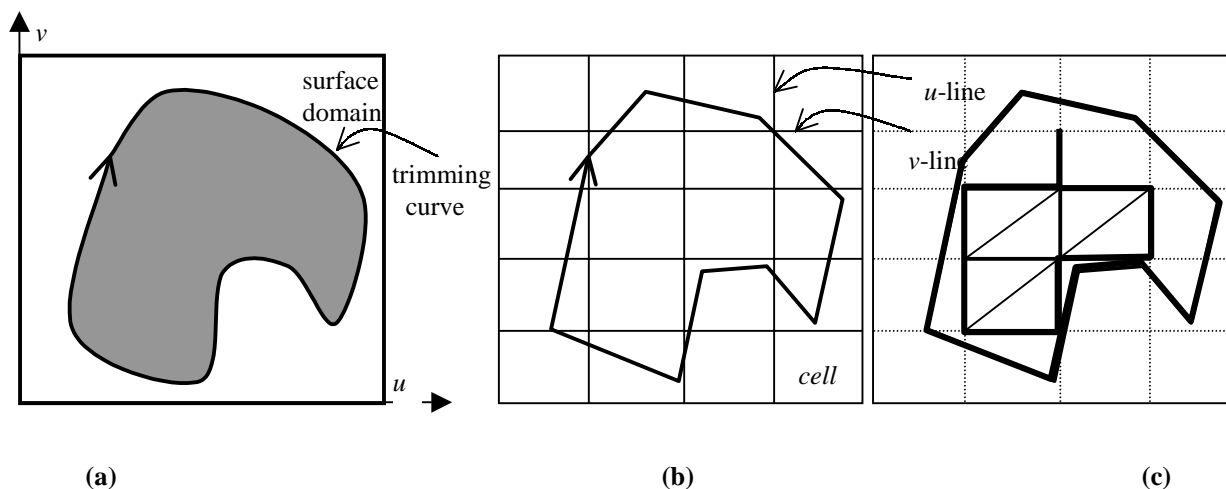 v
surface
domain
trimming
curve
u
(a)
u-line
v-line
cell
(b)
(c)